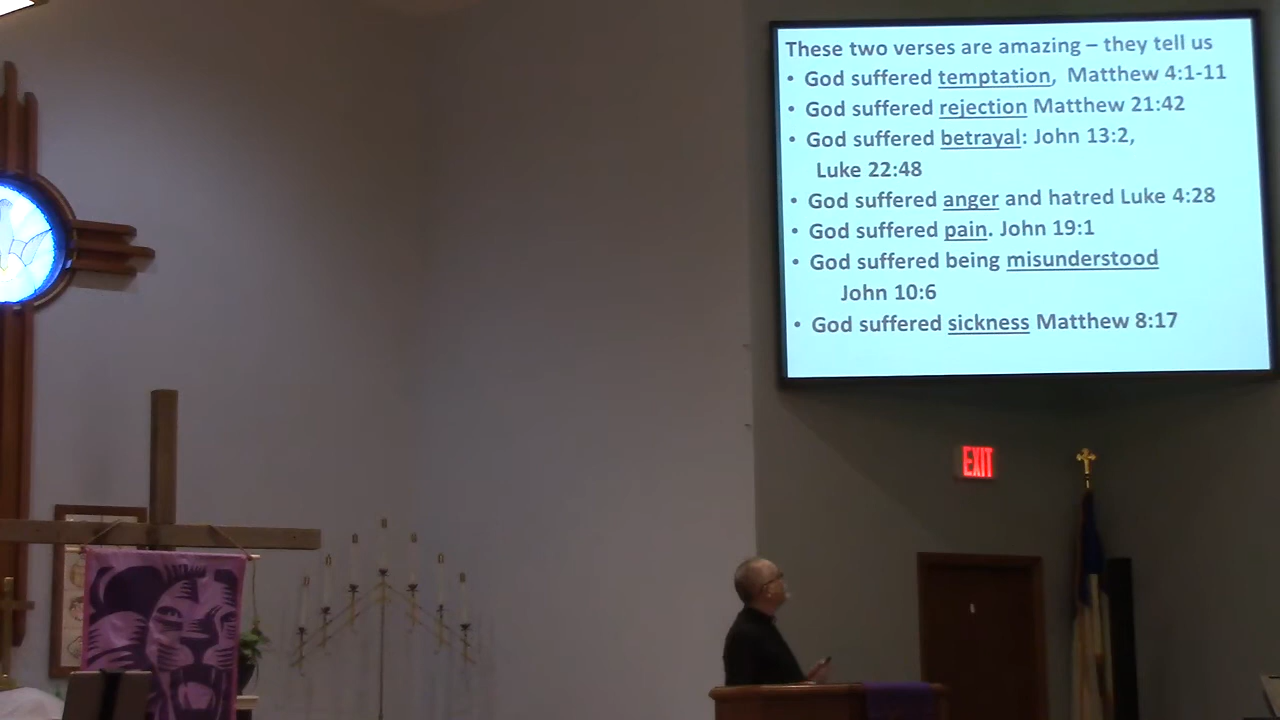 These two verses are amazing – they tell us
• God suffered temptation, Matthew 4:1-11
• God suffered rejection Matthew 21:42
• God suffered betrayal: John 13:2,
Luke 22:48
• God suffered anger and hatred Luke 4:28
• God suffered pain. John 19:1
• God suffered being misunderstood
John 10:6
• God suffered sickness Matthew 8:17
EXIT